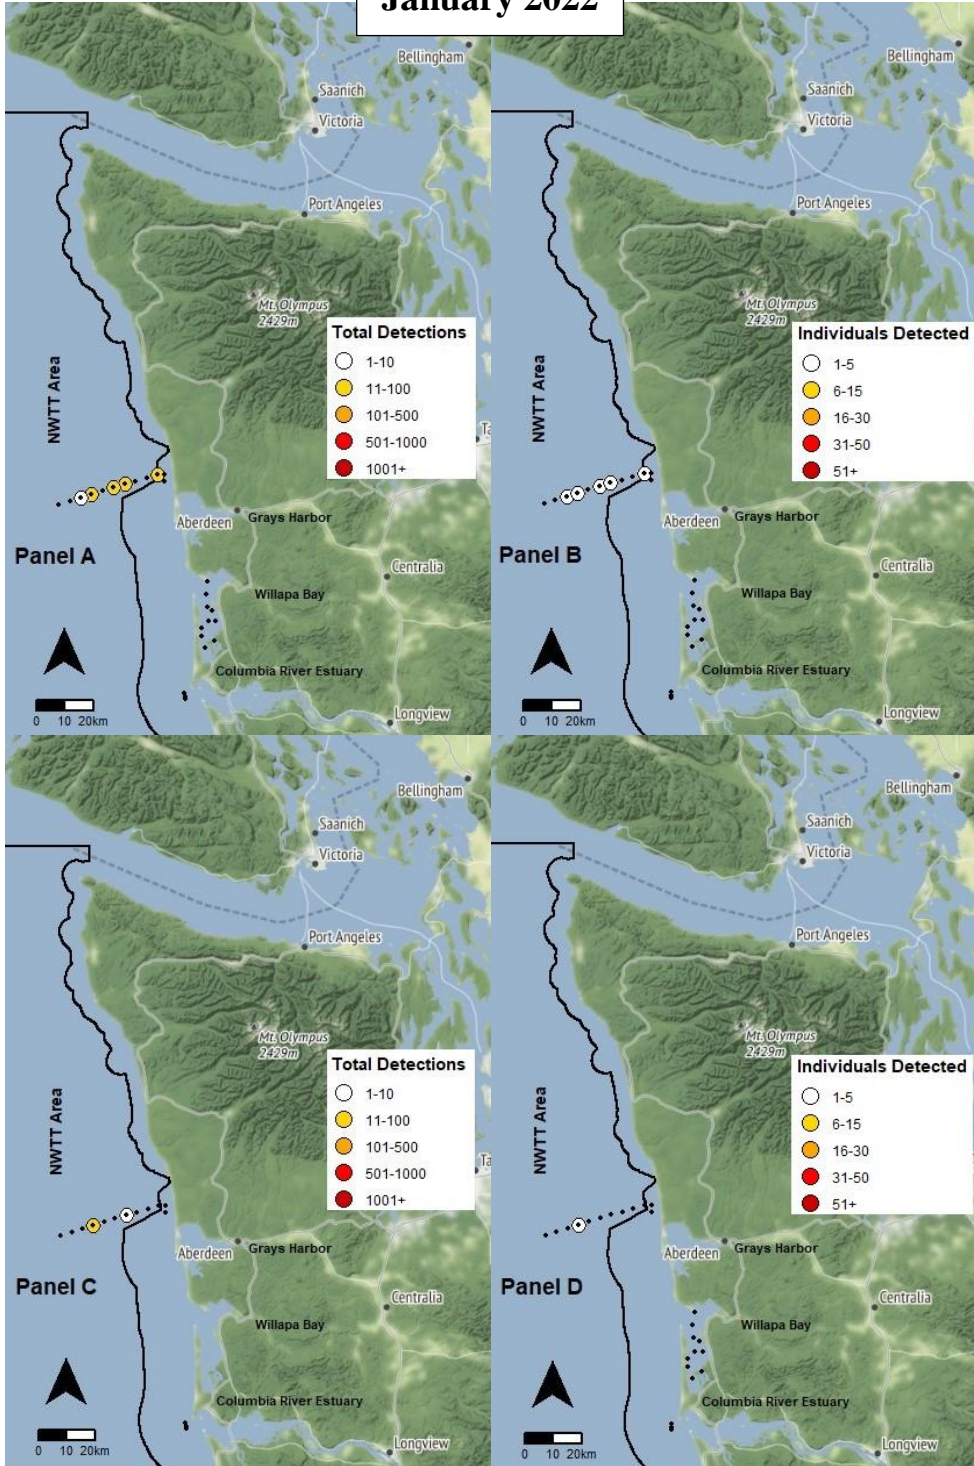 January 2022
Bellingham
Saanich
Victoria
Port Angeles
Mt. Olympus
2429m
Total Detections
1-10
11-100
101-500
501-1000
1001+
NWTT Area
Ta
Aberdeen
Grays Harbor
Panel A
Centralia
Willapa Bay
Columbia River Estuary
0 10 20km
Longview
Bellingham
Saanich
Victoria
Port Angeles
Mt. Olympus
2429m
Individuals Detected
1-5
6-15
16-30
31-50
51+
NWTT Area
Aberdeen
Grays Harbor
Panel B
Centralia
Willapa Bay
Columbia River Estuary
0 10 20km
Longview
Bellingham
Saanich
Victoria
Port Angeles
Mt. Olympus
2429m
Total Detections
1-10
11-100
101-500
501-1000
1001+
NWTT Area
Ta
Aberdeen
Grays Harbor
Panel C
Centralia
Willapa Bay
Columbia River Estuary
0 10 20km
Longview
Bellingham
Saanich
Victoria
Port Angeles
Mt. Olympus
2429m
Individuals Detected
1-5
6-15
16-30
31-50
51+
NWTT Area
Aberdeen
Grays Harbor
Panel D
Centralia
Willapa Bay
Columbia River Estuary
0 10 20km
Longview